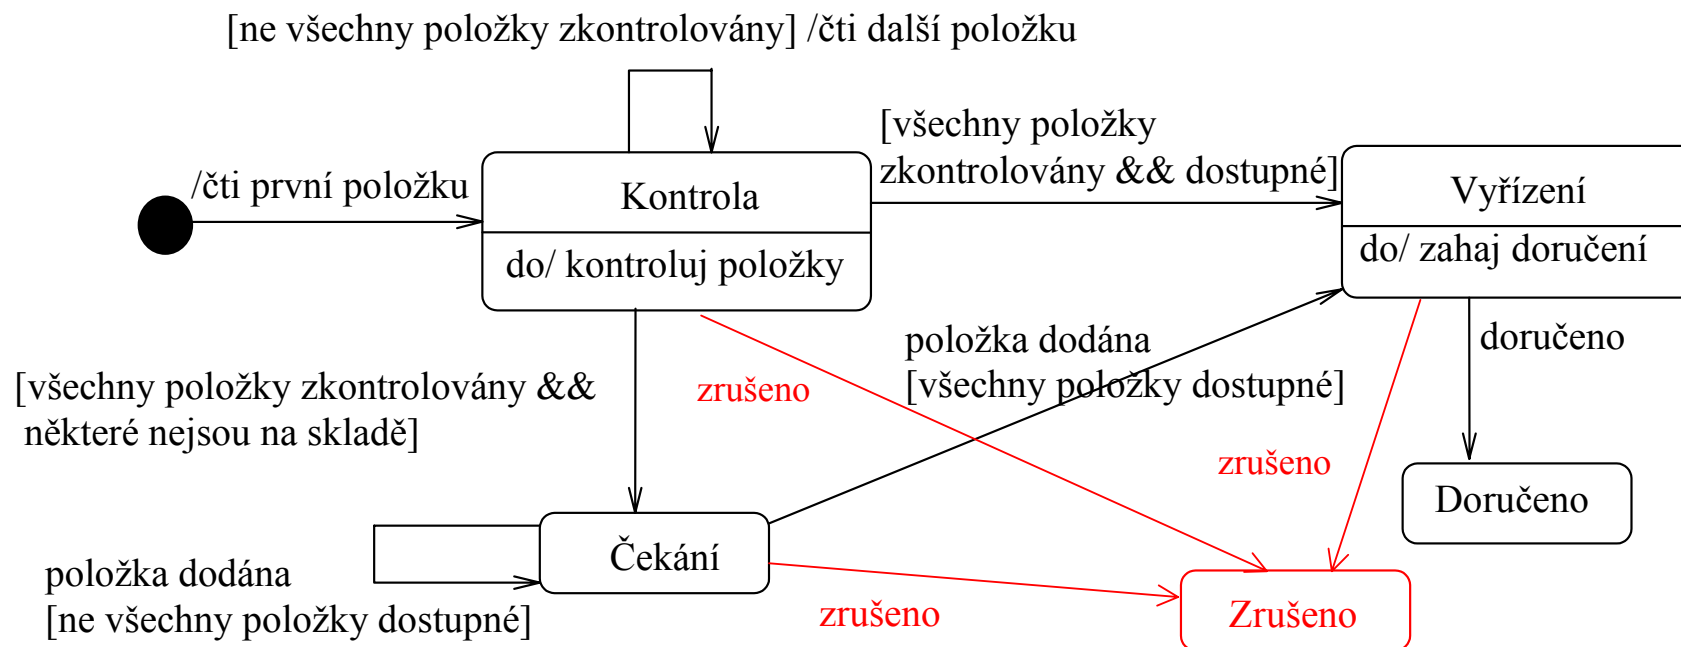 [ne všechny položky zkontrolovány] /čti další položku
[všechny položky
zkontrolovány && dostupné]
/čti první položku
Kontrola
Vyřízení
do/ kontroluj položky
do/ zahaj doručení
položka dodána
[všechny položky dostupné]
doručeno
[všechny položky zkontrolovány &&
některé nejsou na skladě]
zrušeno
zrušeno
Doručeno
Čekání
položka dodána
[ne všechny položky dostupné]
zrušeno
Zrušeno